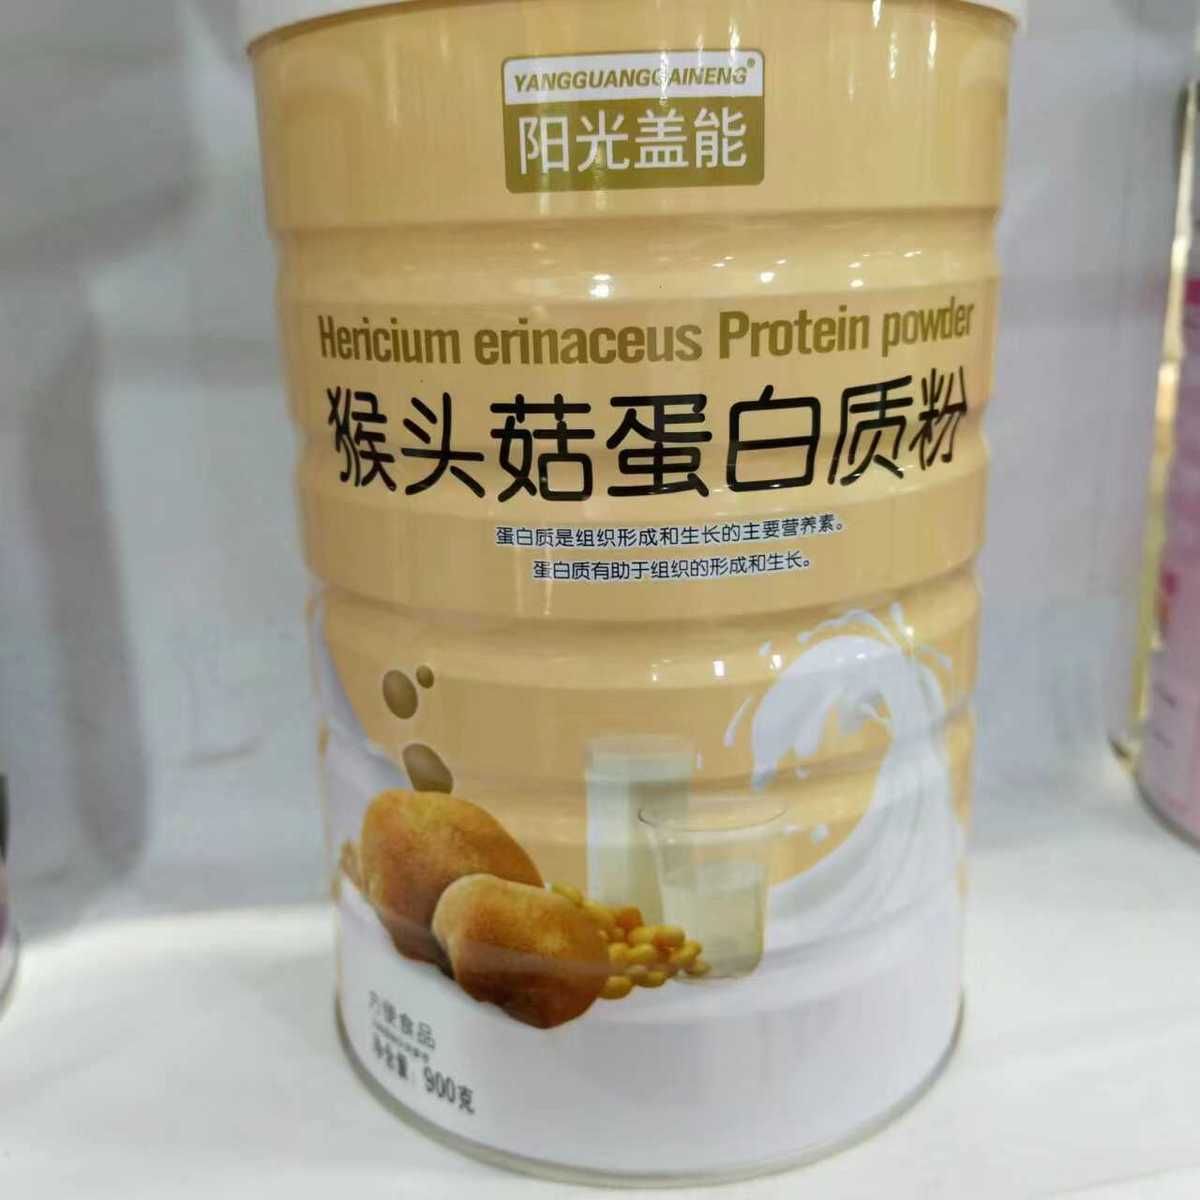 YANGGUANGGAINENG®
阳光盖能
Hericium erinaceus Protein powder
猴头菇蛋白质粉
蛋白质是组织形成和生长的主要营养素。
蛋白质有助于组织的形成和生长。
方便食品
净含量：900克